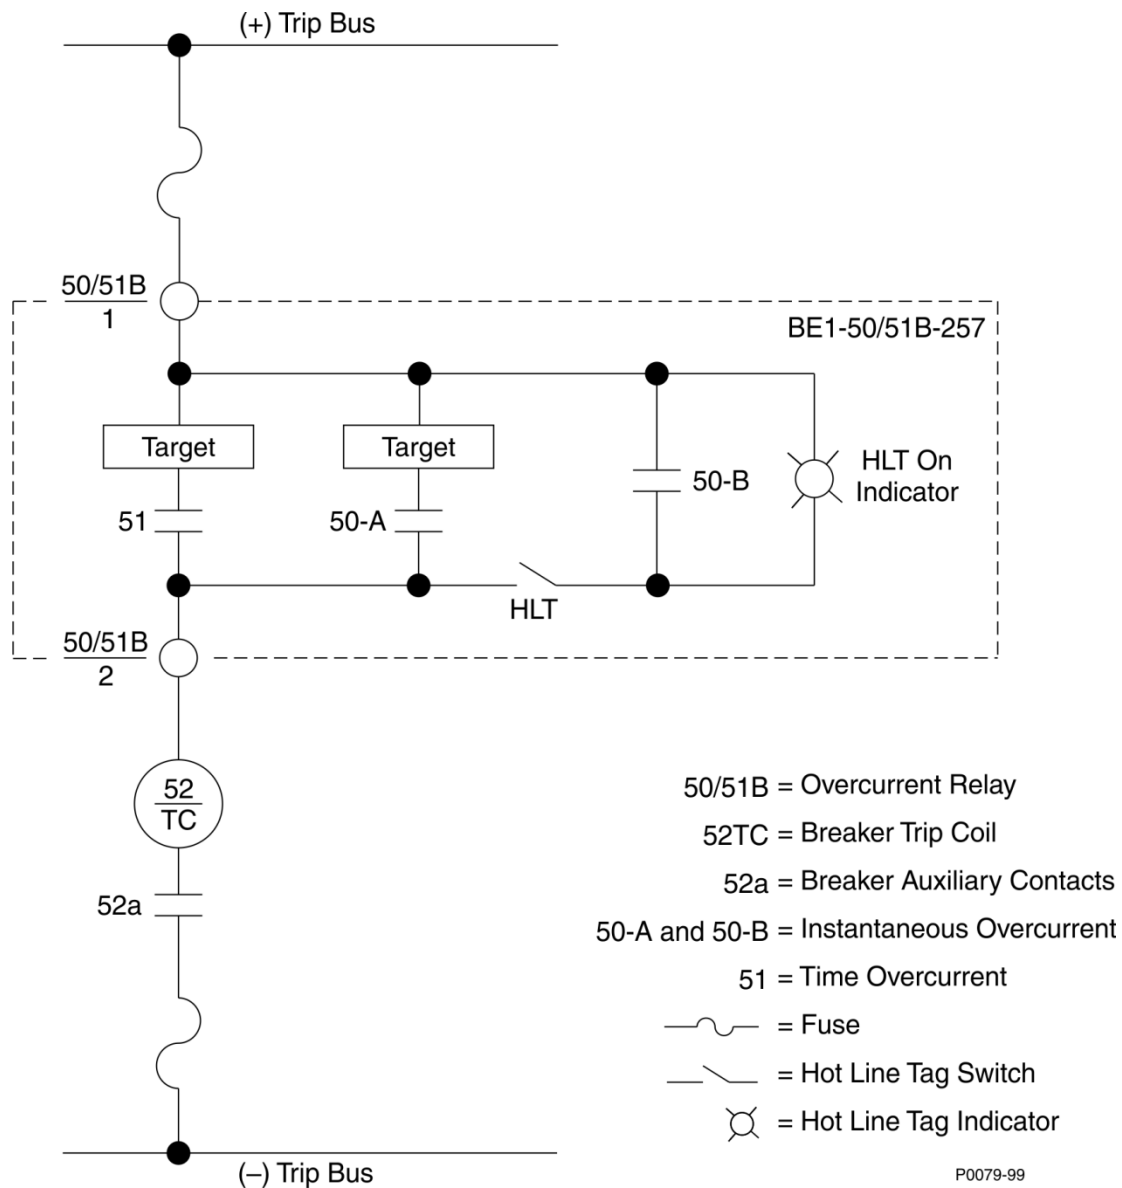 (+) Trip Bus
50/51B
1
BE1-50/51B-257
Target
Target
51
50-A
50-B
HLT On
Indicator
HLT
50/51B
2
52
TC
52a
50/51B = Overcurrent Relay
52TC = Breaker Trip Coil
52a = Breaker Auxiliary Contacts
50-A and 50-B = Instantaneous Overcurrent
51 = Time Overcurrent
= Fuse
= Hot Line Tag Switch
= Hot Line Tag Indicator
(–) Trip Bus
P0079-99